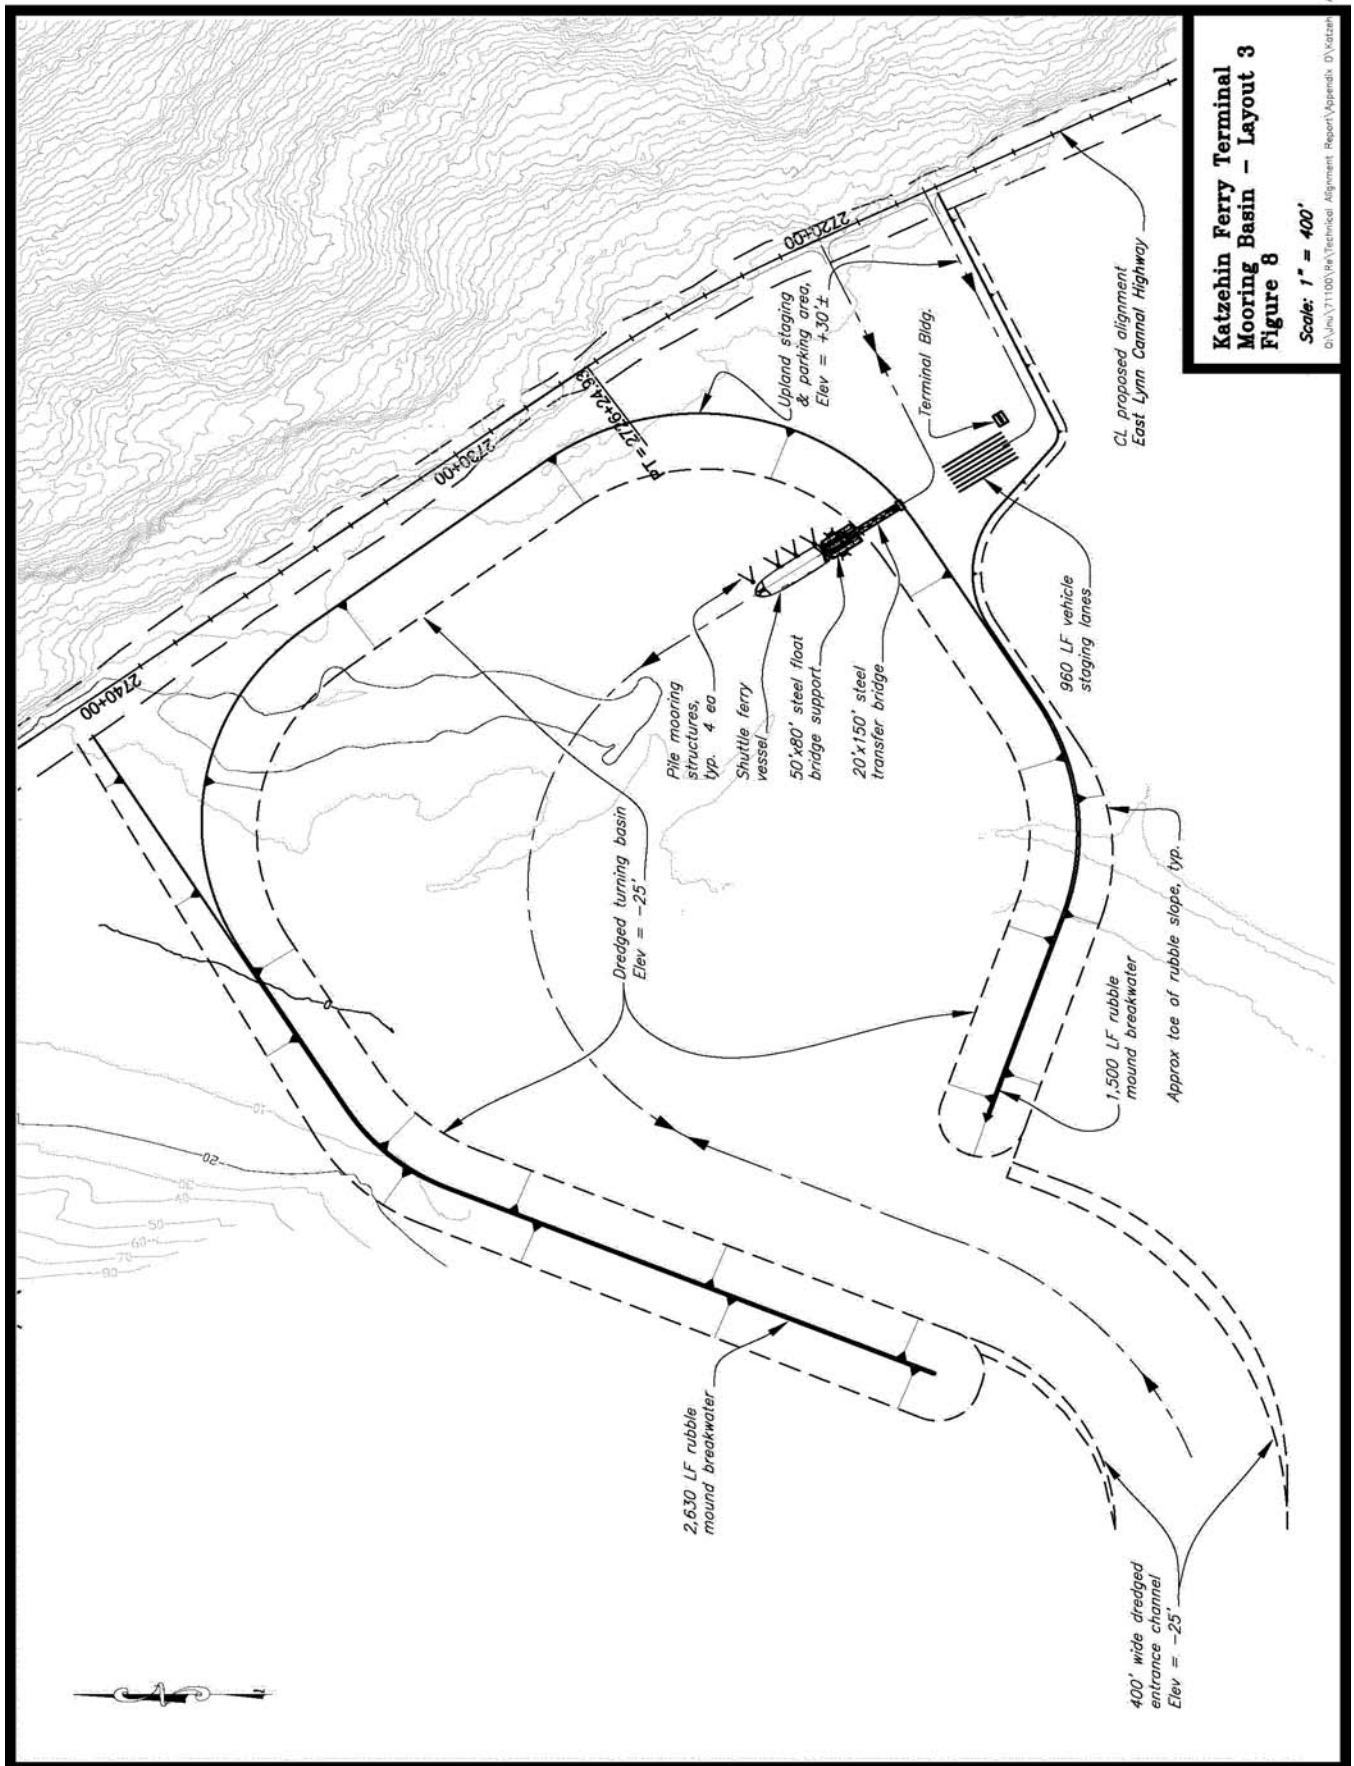 Katzehin Ferry Terminal
Mooring Basin - Layout 3
Figure 8
Scale: 1" = 400'
2740+00
2730+00
PT = 2726+24.93
2720+00
Upland staging
& parking area,
Elev = +30'±
Terminal Bldg.
CL proposed alignment
East Lynn Cannal Highway
Pile mooring
structures,
typ. 4 ea
Shuttle ferry
vessel
50'x80' steel float
bridge support
20'x150' steel
transfer bridge
960 LF vehicle
staging lanes
Dredged turning basin
Elev = -25'
1,500 LF rubble
mound breakwater
Approx toe of rubble slope, typ.
2,630 LF rubble
mound breakwater
400' wide dredged
entrance channel
Elev = -25'
0
10
20
30
40
50
60
70
80